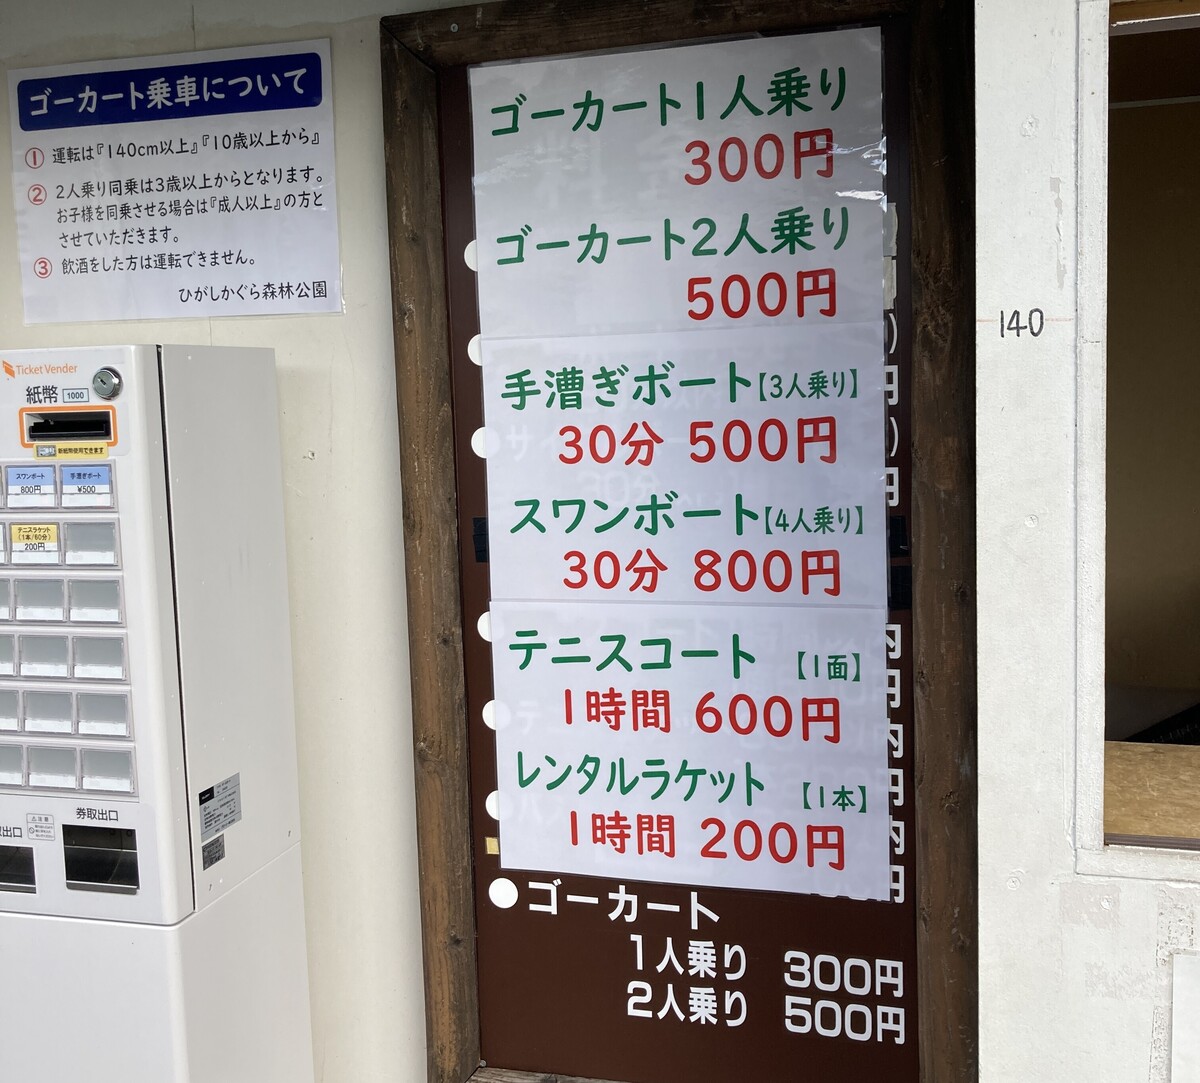 ゴーカート乗車について
① 運転は『140cm以上』『10歳以上から』
② 2人乗り同乗は3歳以上からとなります。
お子様を同乗させる場合は『成人以上』の方と
させていただきます。
③ 飲酒をした方は運転できません。
ひがしかぐら森林公園
Ticket Vender
紙幣 1000
新紙幣使用できます
スワンボート
800円
手漕ぎボート
¥500
テニスラケット
(1本/60分)
200円
券取出口
取出口
ゴーカート1人乗り
300円
ゴーカート2人乗り
500円
手漕ぎボート【3人乗り】
30分 500円
スワンボート【4人乗り】
30分 800円
テニスコート 【1面】
1時間 600円
レンタルラケット 【1本】
1時間 200円
●ゴーカート
1人乗り 300円
2人乗り 500円
140